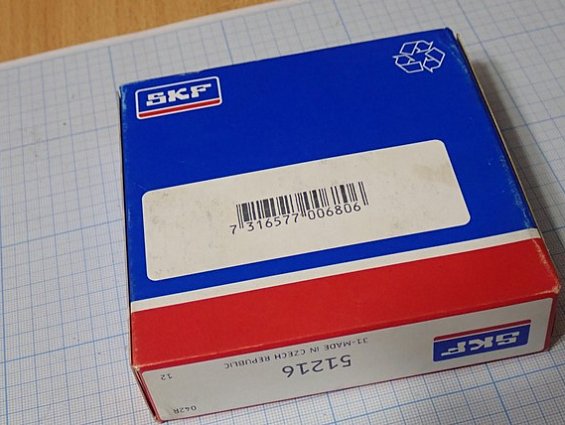 SKF
7 316577 006806
SKF
51216
31-MADE IN CZECH REPUBLIC
12
042R